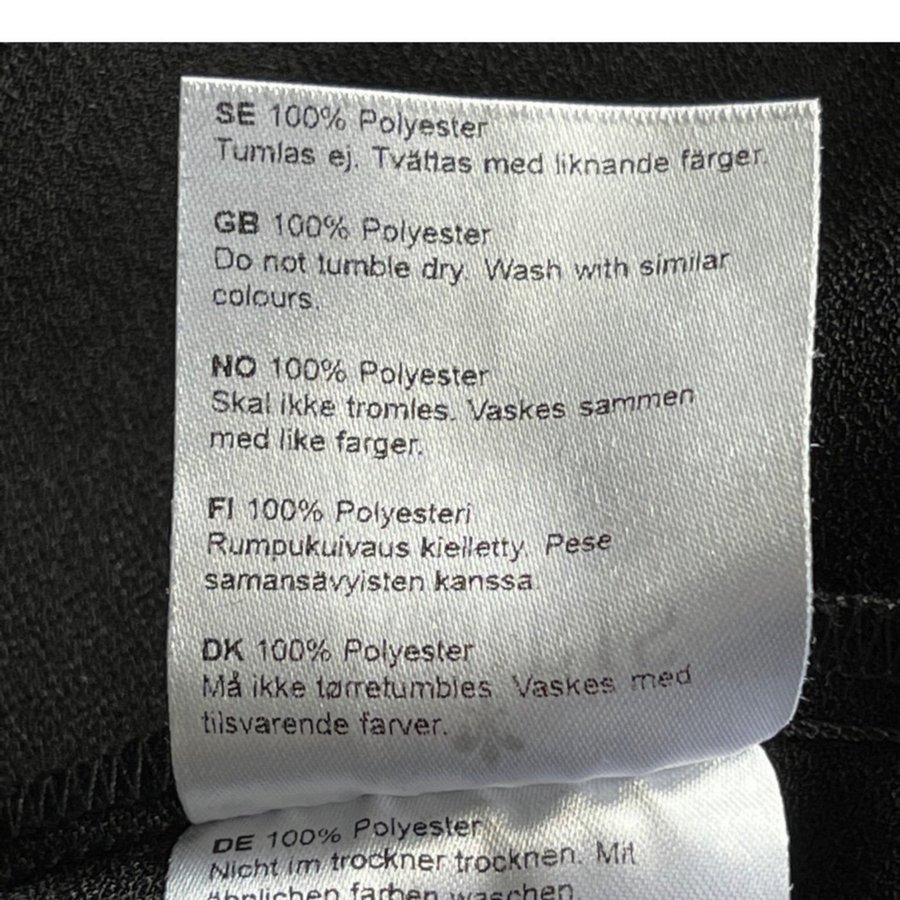 SE 100% Polyester
Tumlas ej. Tvättas med liknande färger.
GB 100% Polyester
Do not tumble dry. Wash with similar
colours.
NO 100% Polyester
Skal ikke tromles. Vaskes sammen
med like farger.
FI 100% Polyesteri
Rumpukuivaus kielletty. Pese
samansävyisten kanssa.
DK 100% Polyester
Må ikke tørretumbles. Vaskes med
tilsvarende farver.
DE 100% Polyester
Nicht im trockner trocknen. Mit
ähnlichen farben waschen.